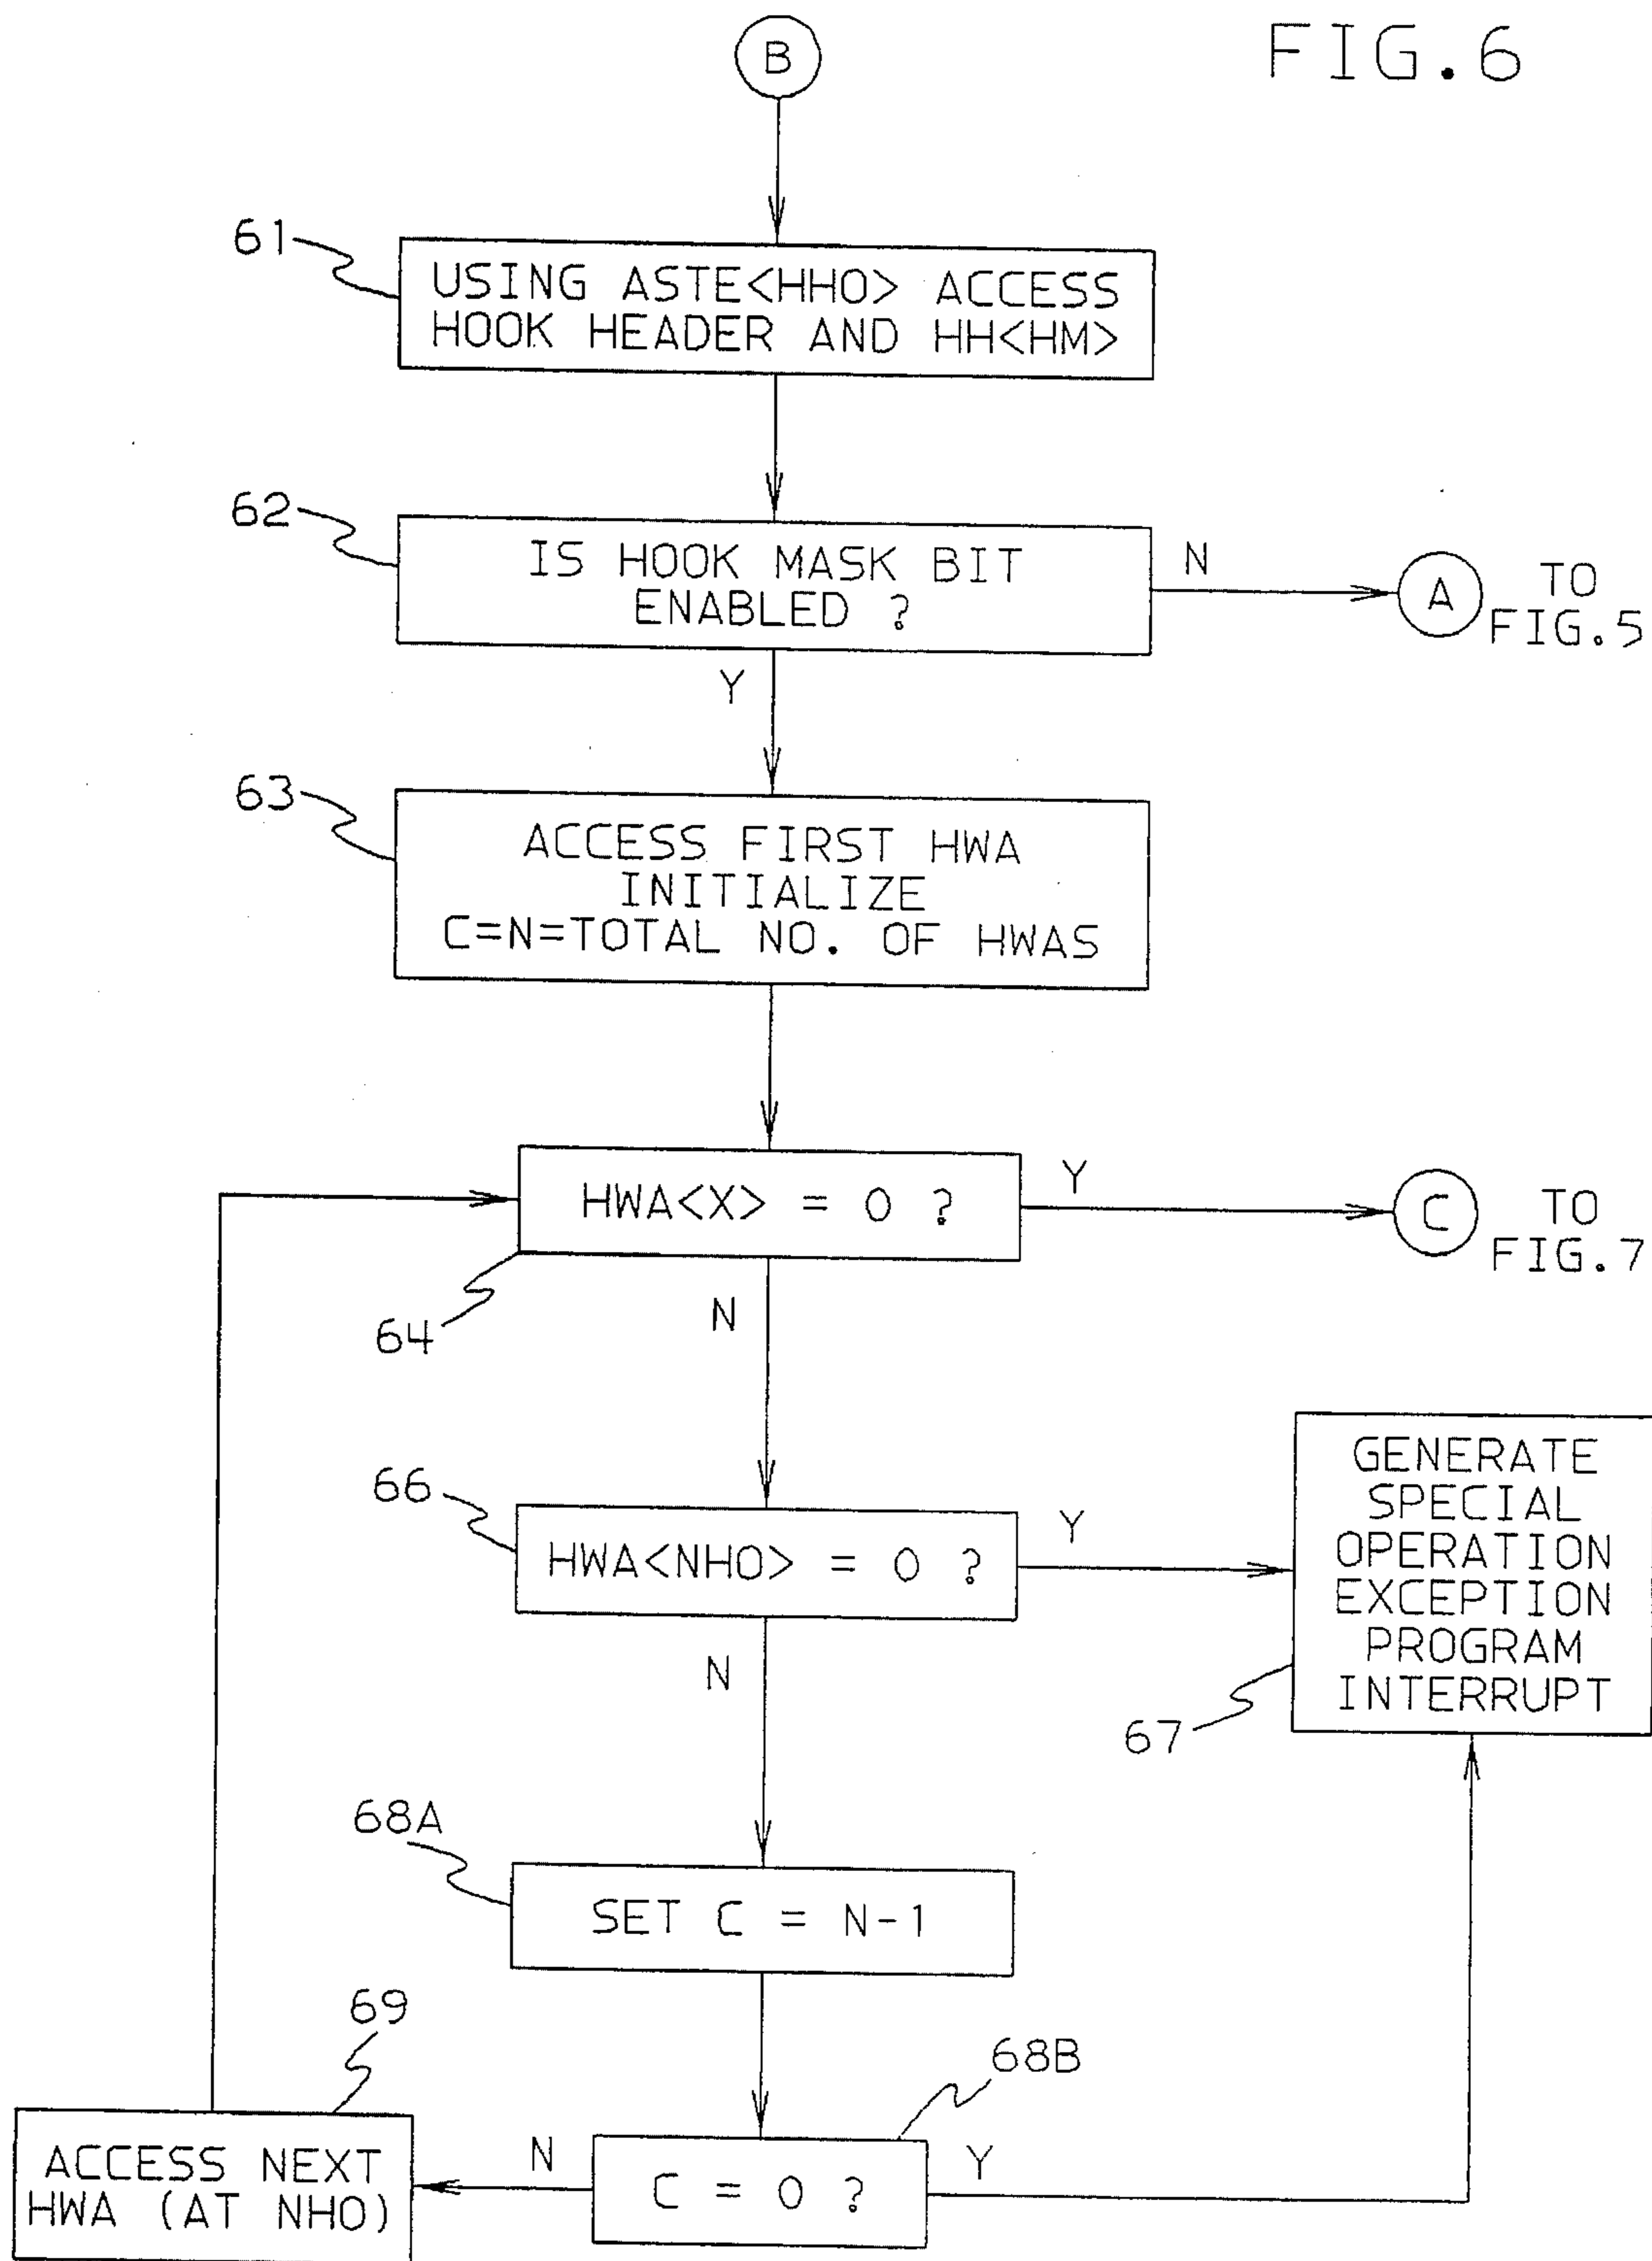 FIG.6
B
61
USING ASTE<HHO> ACCESS
HOOK HEADER AND HH<HM>
62
IS HOOK MASK BIT
ENABLED ?
N
A
TO
FIG.5
Y
63
ACCESS FIRST HWA
INITIALIZE
C=N=TOTAL NO. OF HWAS
HWA<X> = 0 ?
Y
C
TO
FIG.7
64
N
66
HWA<NHO> = 0 ?
Y
GENERATE
SPECIAL
OPERATION
EXCEPTION
PROGRAM
INTERRUPT
67
N
68A
SET C = N-1
69
68B
ACCESS NEXT
HWA (AT NHO)
N
C = 0 ?
Y